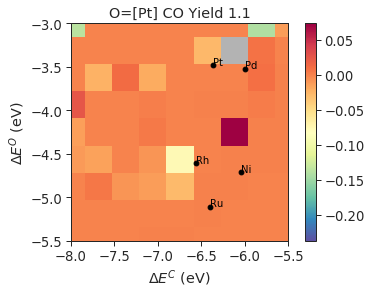 O=[Pt] CO Yield 1.1
−3.0
−3.5
−4.0
−4.5
−5.0
−5.5
ΔE^O (eV)
Pt
Pd
Rh
Ni
Ru
−8.0 −7.5 −7.0 −6.5 −6.0 −5.5
ΔE^C (eV)
0.05
0.00
−0.05
−0.10
−0.15
−0.20